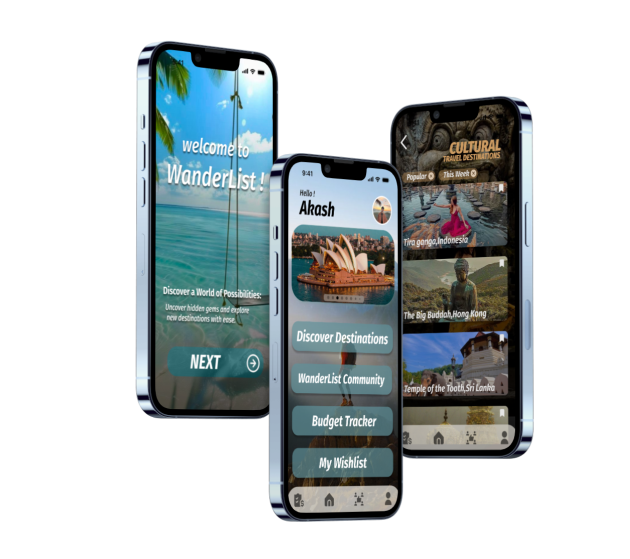 welcome to
WanderList !
Discover a World of Possibilities:
Uncover hidden gems and explore
new destinations with ease.
NEXT
9:41
Hello !
Akash
Discover Destinations
WanderList Community
Budget Tracker
My Wishlist
CULTURAL
TRAVEL DESTINATIONS
Popular
This Week
Tira ganga,Indonesia
The Big Buddah,Hong Kong
Temple of the Tooth,Sri Lanka